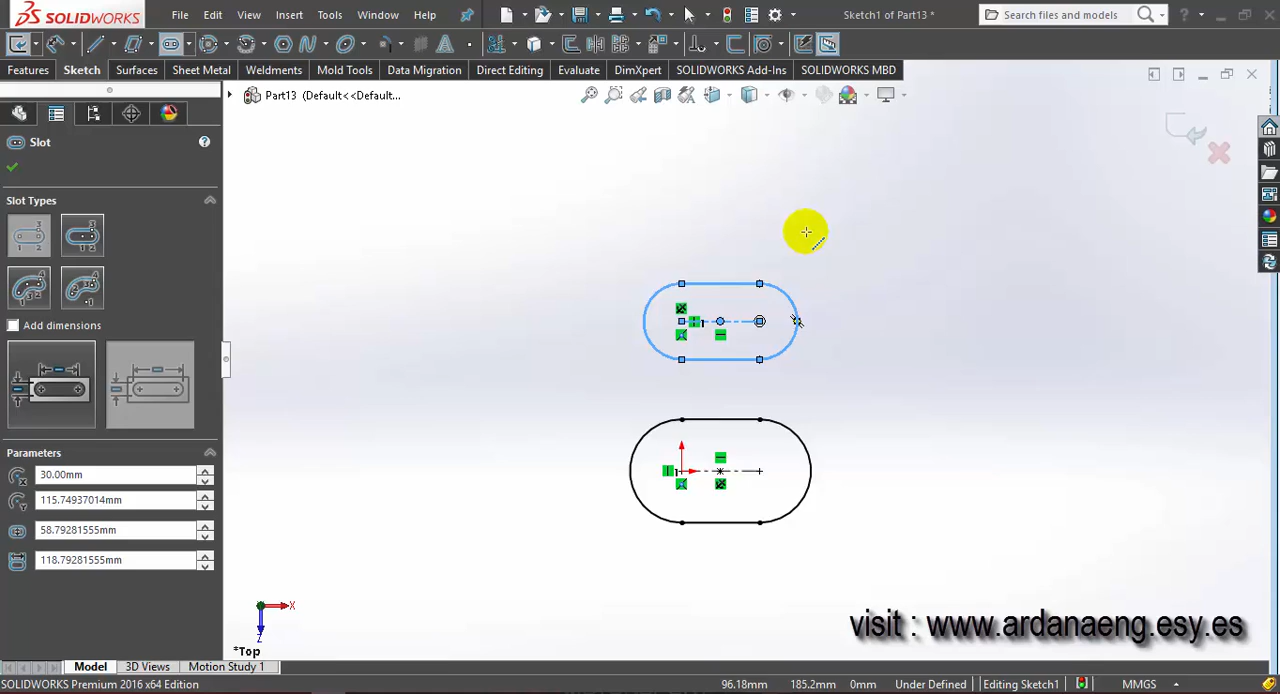 SOLIDWORKS
File
Edit
View
Insert
Tools
Window
Help
Sketch1 of Part13 *
Search files and models
?
Features
Sketch
Surfaces
Sheet Metal
Weldments
Mold Tools
Data Migration
Direct Editing
Evaluate
DimXpert
SOLIDWORKS Add-Ins
SOLIDWORKS MBD
Part13 (Default<<Default...
Slot
?
Slot Types
Add dimensions
Parameters
30.00mm
115.74937014mm
58.79281555mm
118.79281555mm
X
Z
*Top
visit : www.ardanaeng.esy.es
Model
3D Views
Motion Study 1
SOLIDWORKS Premium 2016 x64 Edition
96.18mm
185.2mm
0mm
Under Defined
Editing Sketch1
MMGS